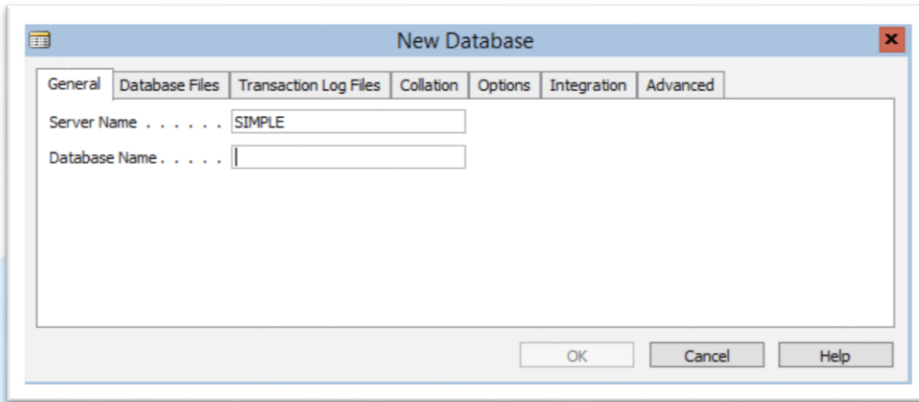 New Database
General Database Files Transaction Log Files Collation Options Integration Advanced
Server Name . . . . . . SIMPLE
Database Name . . . . .
OK Cancel Help